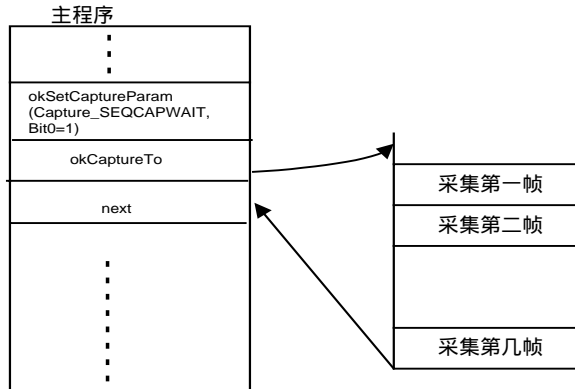 主程序
okSetCaptureParam
(Capture_SEQCAPWAIT,
Bit0=1)
okCaptureTo
next
采集第一帧
采集第二帧
采集第几帧